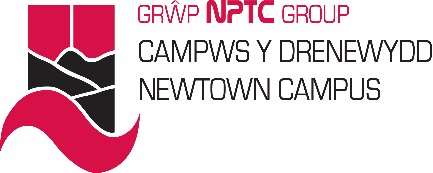 GRŴP NPTC GROUP
CAMPWS Y DRENEWYDD
NEWTOWN CAMPUS